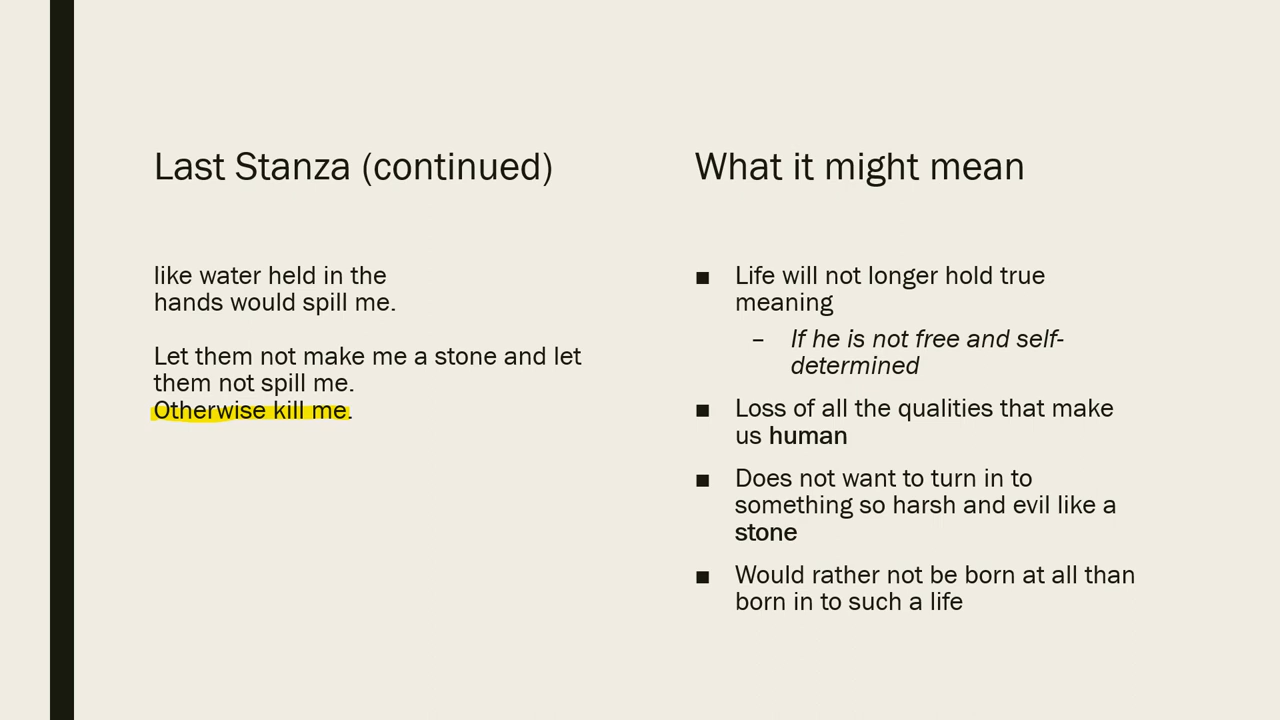 Last Stanza (continued)
like water held in the
hands would spill me.
Let them not make me a stone and let
them not spill me.
Otherwise kill me.
What it might mean
■ Life will not longer hold true
meaning
– If he is not free and self-
determined
■ Loss of all the qualities that make
us human
■ Does not want to turn in to
something so harsh and evil like a
stone
■ Would rather not be born at all than
born in to such a life